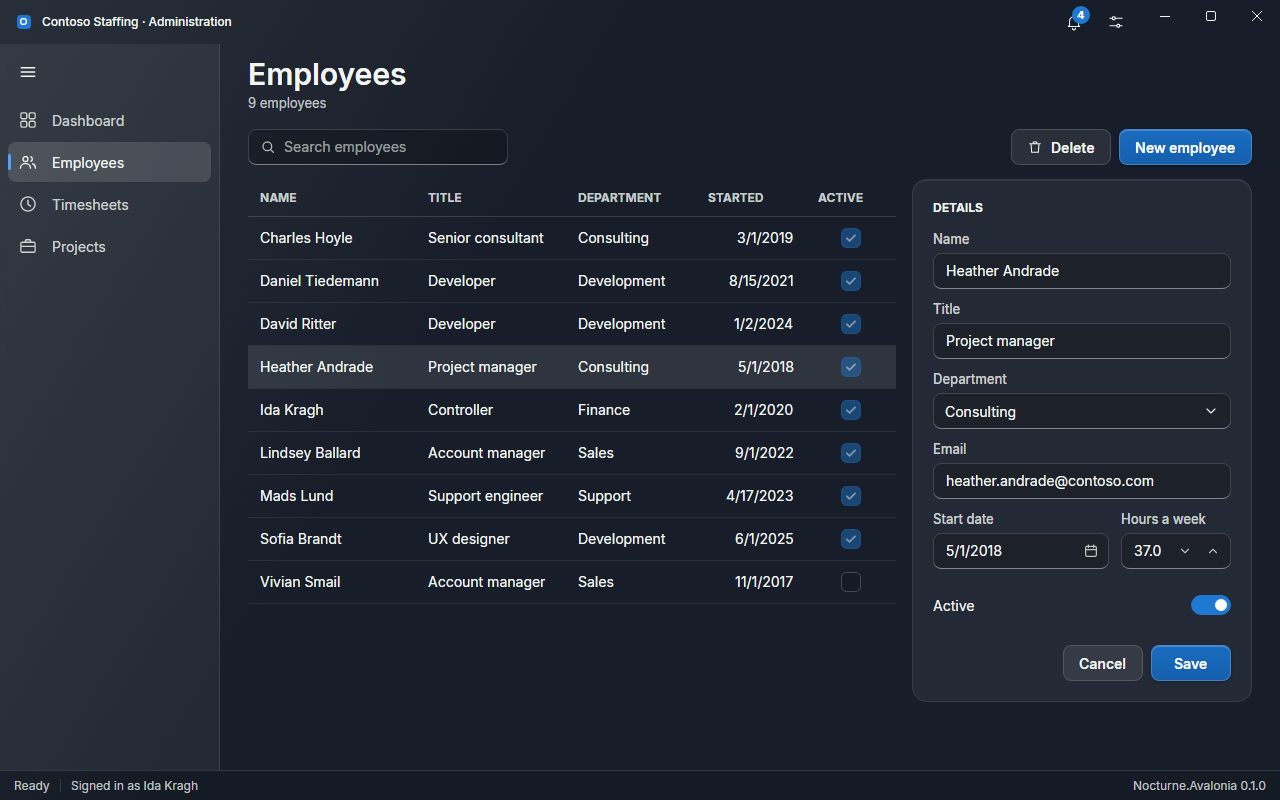 Contoso Staffing · Administration
4
Dashboard
Employees
Timesheets
Projects
Employees
9 employees
Search employees
Delete
New employee
NAME TITLE DEPARTMENT STARTED ACTIVE
Charles Hoyle Senior consultant Consulting 3/1/2019
Daniel Tiedemann Developer Development 8/15/2021
David Ritter Developer Development 1/2/2024
Heather Andrade Project manager Consulting 5/1/2018
Ida Kragh Controller Finance 2/1/2020
Lindsey Ballard Account manager Sales 9/1/2022
Mads Lund Support engineer Support 4/17/2023
Sofia Brandt UX designer Development 6/1/2025
Vivian Smail Account manager Sales 11/1/2017
DETAILS
Name
Heather Andrade
Title
Project manager
Department
Consulting
Email
heather.andrade@contoso.com
Start date Hours a week
5/1/2018 37.0
Active
Cancel Save
Ready Signed in as Ida Kragh Nocturne.Avalonia 0.1.0